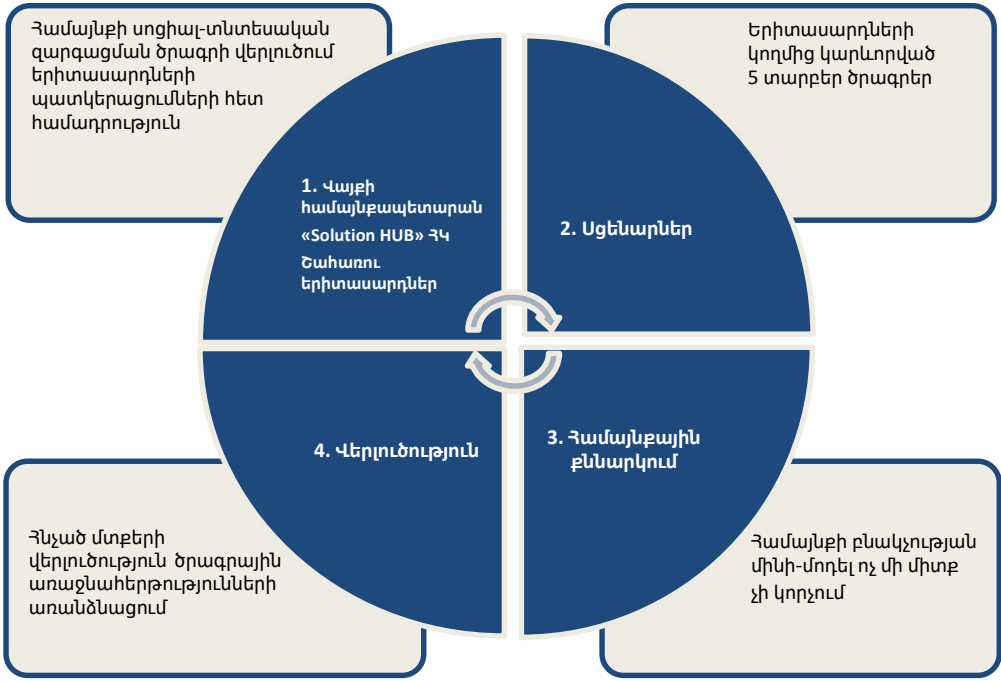 Համայնքի սոցիալ-տնտեսական
զարգացման ծրագրի վերլուծում
երիտասարդների
պատկերացումների հետ
համադրություն
Երիտասարդների
կողմից կարևորված
5 տարբեր ծրագրեր
1. Վայքի
համայնքապետարան
«Solution HUB» ՀԿ
Շահառու
երիտասարդներ
2. Սցենարներ
4. Վերլուծություն
3. Համայնքային
քննարկում
Հնչած մտքերի
վերլուծություն ծրագրային
առաջնահերթությունների
առանձնացում
Համայնքի բնակչության
մինի-մոդել ոչ մի միտք
չի կորչում